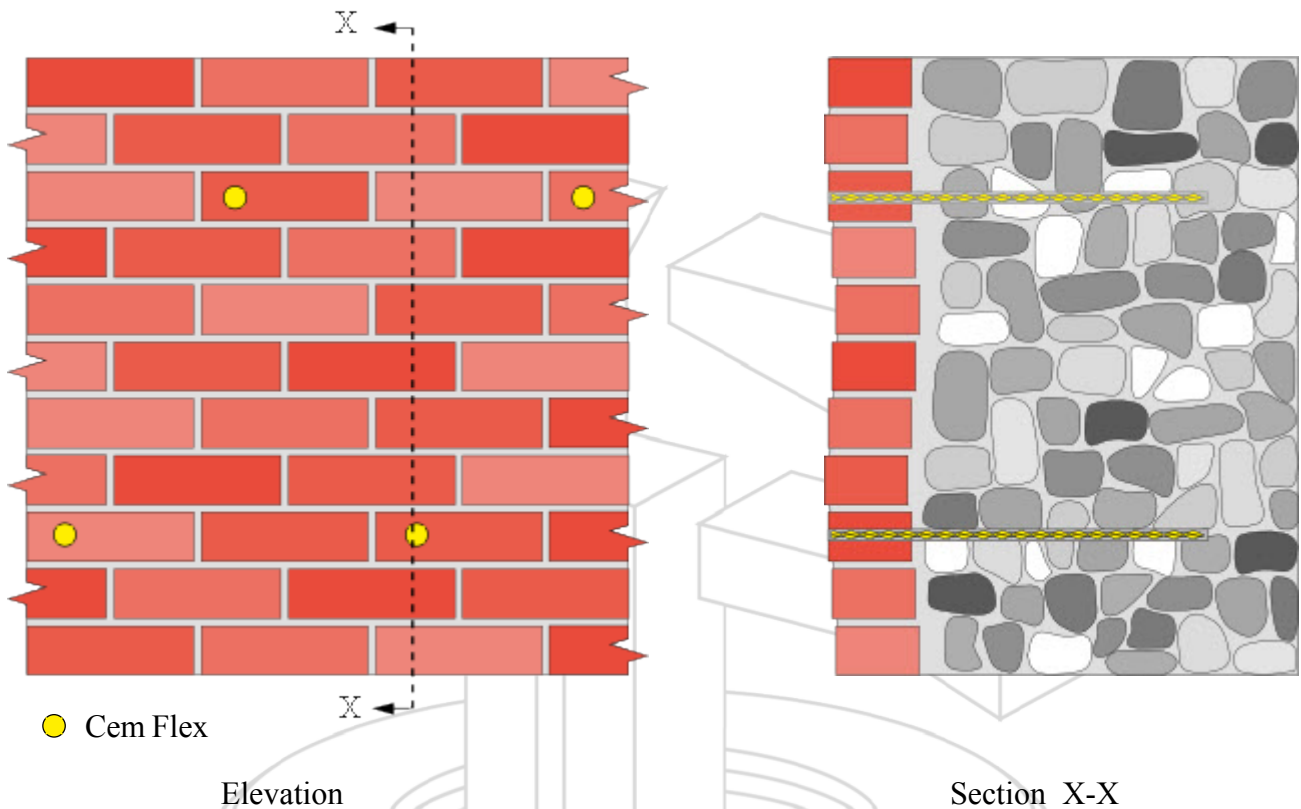 X
X
Cem Flex
Elevation
Section X-X